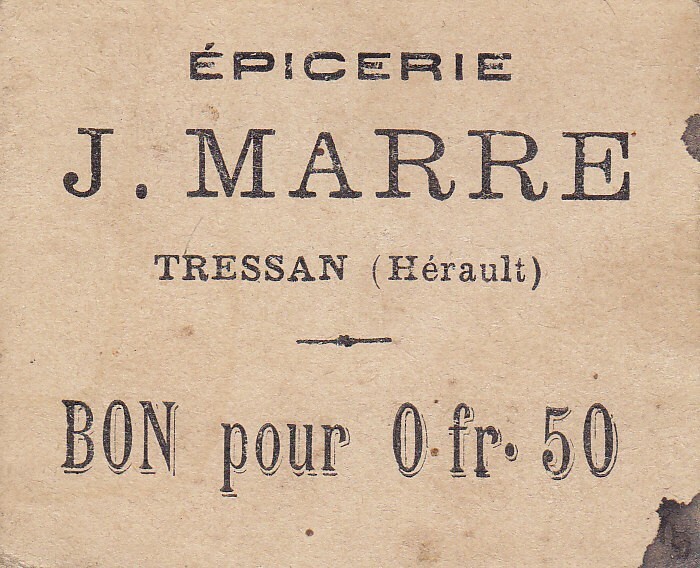 ÉPICERIE
J. MARRE
TRESSAN (Hérault)
BON pour 0 fr. 50